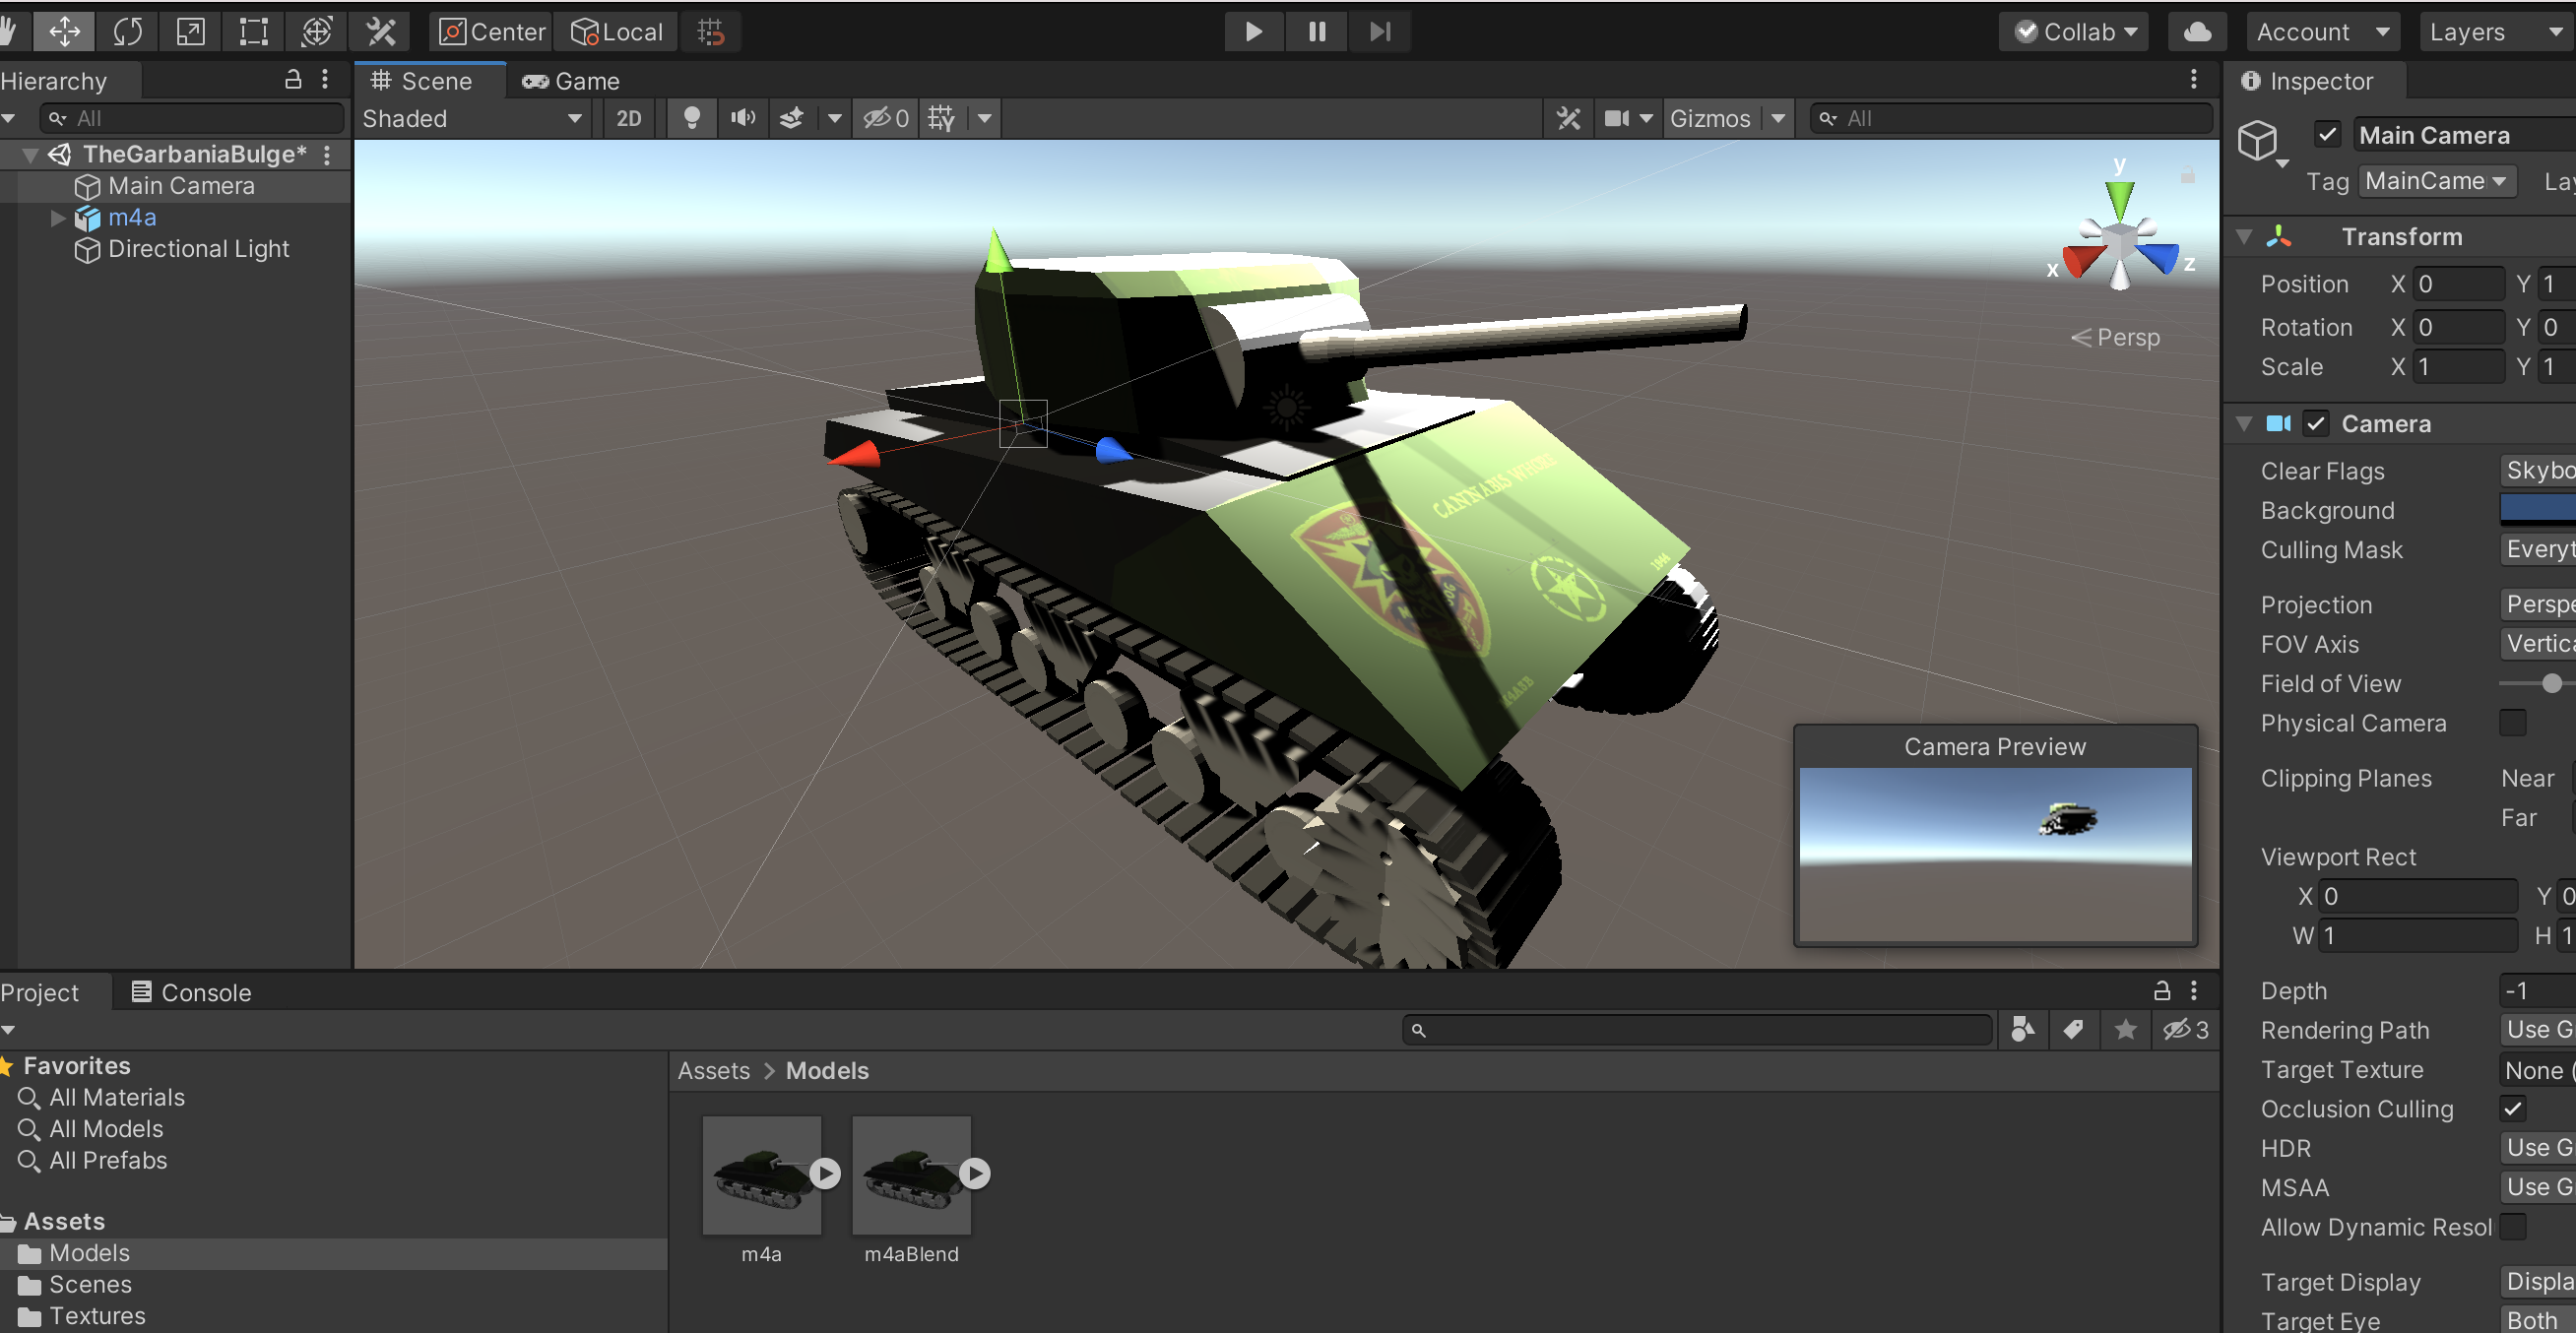 Center
Local
Collab
Account
Layers
Hierarchy
All
TheGarbaniaBulge*
Main Camera
m4a
Directional Light
Scene
Game
Shaded
2D
0
Gizmos
All
y
x
z
Persp
CANNABIS WHORE
1944
Camera Preview
Inspector
Main Camera
Tag
MainCame
Lay
Transform
Position X 0 Y 1
Rotation X 0 Y 0
Scale X 1 Y 1
Camera
Clear Flags Skybo
Background
Culling Mask Everyt
Projection Perspe
FOV Axis Vertica
Field of View
Physical Camera
Clipping Planes Near
Far
Viewport Rect
X 0 Y 0
W 1 H 1
Depth -1
Rendering Path Use G
Target Texture None (
Occlusion Culling
HDR Use G
MSAA Use G
Allow Dynamic Resol
Target Display Displa
Target Eye Both
Project
Console
3
Favorites
All Materials
All Models
All Prefabs
Assets
Models
Scenes
Textures
Assets > Models
m4a
m4aBlend